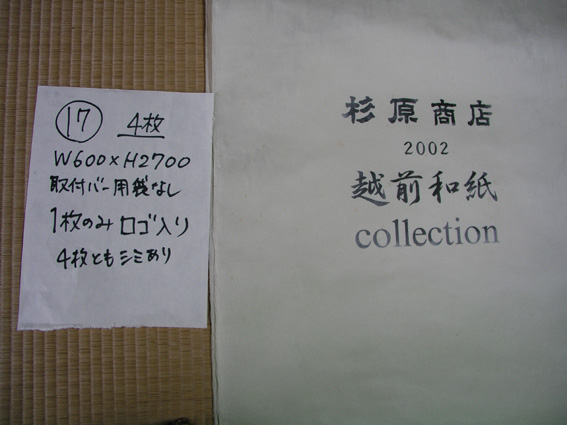 17 4枚
W600×H2700
取付バー用袋なし
1枚のみロゴ入り
4枚ともシミあり
杉原商店
2002
越前和紙
collection